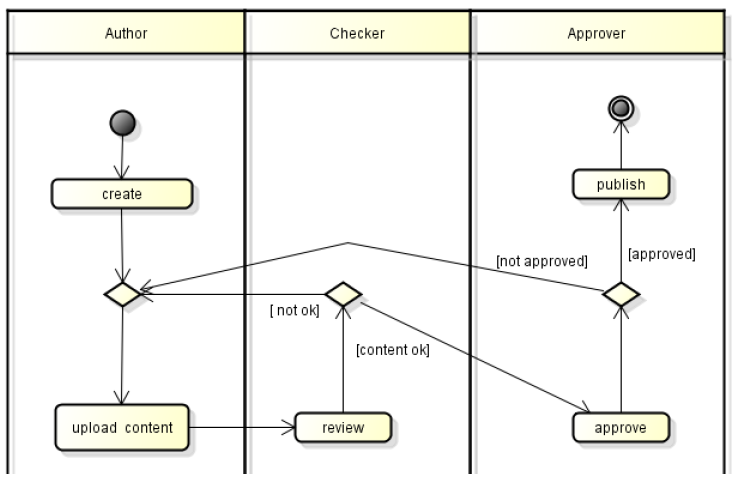 Author
Checker
Approver
create
publish
[not approved]
[approved]
[ not ok]
[content ok]
upload content
review
approve